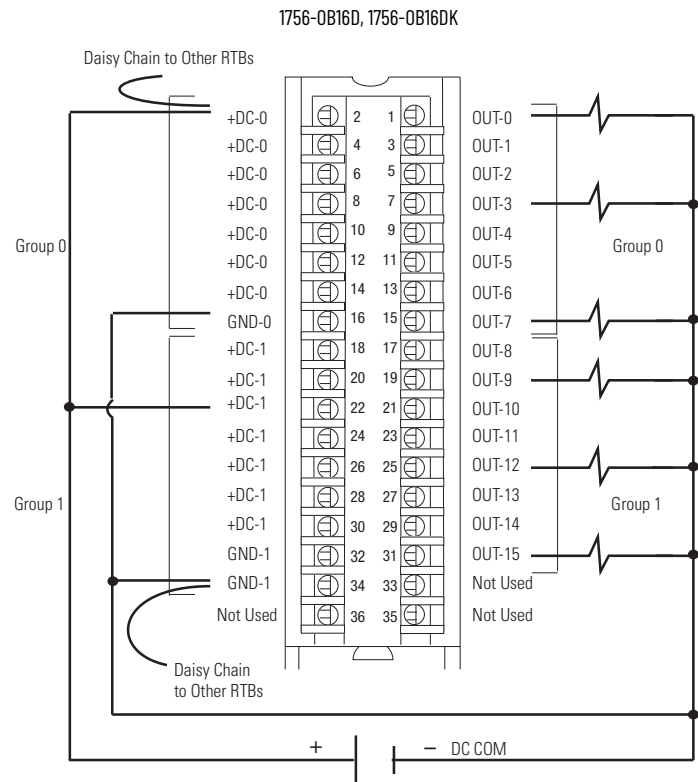 1756-OB16D, 1756-OB16DK
Daisy Chain to Other RTBs
+DC-0 2 1 OUT-0
+DC-0 4 3 OUT-1
+DC-0 6 5 OUT-2
+DC-0 8 7 OUT-3
+DC-0 10 9 OUT-4
Group 0 Group 0
+DC-0 12 11 OUT-5
+DC-0 14 13 OUT-6
GND-0 16 15 OUT-7
+DC-1 18 17 OUT-8
+DC-1 20 19 OUT-9
+DC-1 22 21 OUT-10
+DC-1 24 23 OUT-11
+DC-1 26 25 OUT-12
+DC-1 28 27 OUT-13
Group 1 Group 1
+DC-1 30 29 OUT-14
GND-1 32 31 OUT-15
GND-1 34 33 Not Used
Not Used 36 35 Not Used
Daisy Chain
to Other RTBs
+ − DC COM